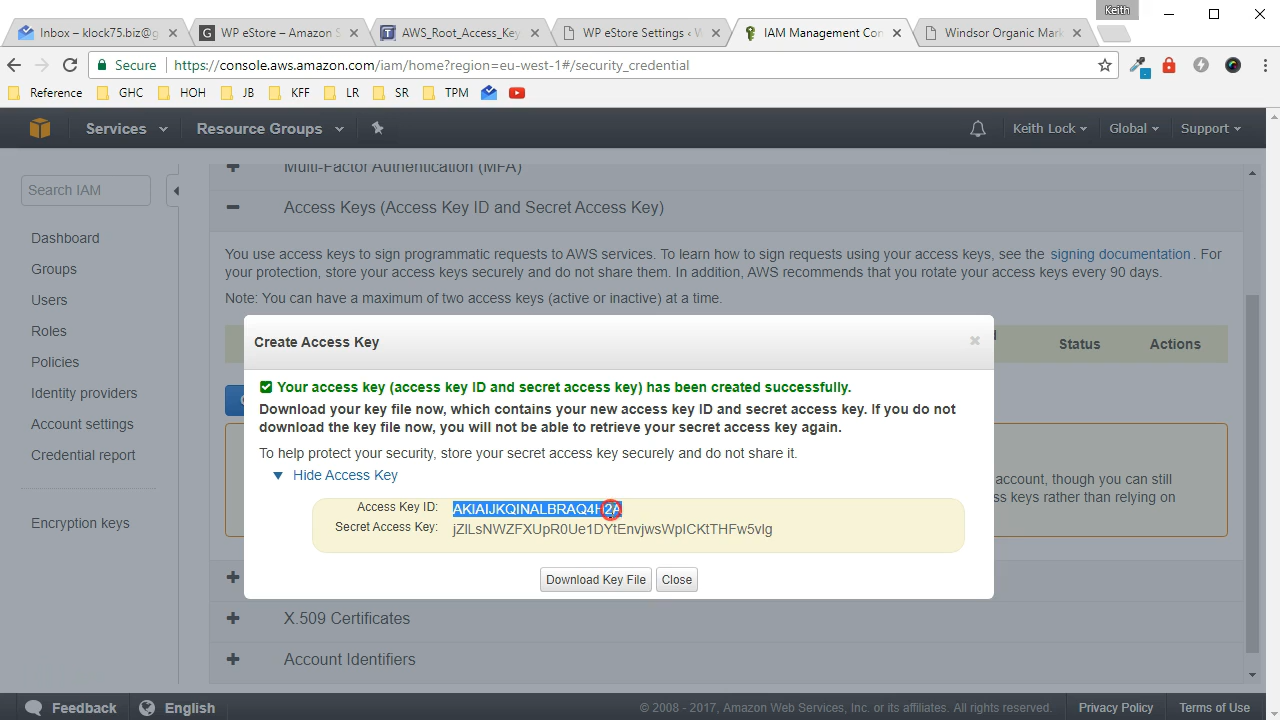 Keith
Inbox – klock75.biz@g
WP eStore – Amazon S
AWS_Root_Access_Key
WP eStore Settings ‹ W
IAM Management Con
Windsor Organic Mark
Secure https://console.aws.amazon.com/iam/home?region=eu-west-1#/security_credential
Reference GHC HOH JB KFF LR SR TPM
Services Resource Groups Keith Lock Global Support
Search IAM
Dashboard
Groups
Users
Roles
Policies
Identity providers
Account settings
Credential report
Encryption keys
Multi-Factor Authentication (MFA)
Access Keys (Access Key ID and Secret Access Key)
You use access keys to sign programmatic requests to AWS services. To learn how to sign requests using your access keys, see the signing documentation. For
your protection, store your access keys securely and do not share them. In addition, AWS recommends that you rotate your access keys every 90 days.
Note: You can have a maximum of two access keys (active or inactive) at a time.
Status Actions
Create Access Key
Your access key (access key ID and secret access key) has been created successfully.
Download your key file now, which contains your new access key ID and secret access key. If you do not
download the key file now, you will not be able to retrieve your secret access key again.
To help protect your security, store your secret access key securely and do not share it.
Hide Access Key
Access Key ID: AKIAIJKQINALBRAQ4H2A
Secret Access Key:
Download Key File Close
account, though you can still
ss keys rather than relying on
X.509 Certificates
Account Identifiers
Feedback English
© 2008 - 2017, Amazon Web Services, Inc. or its affiliates. All rights reserved. Privacy Policy Terms of Use